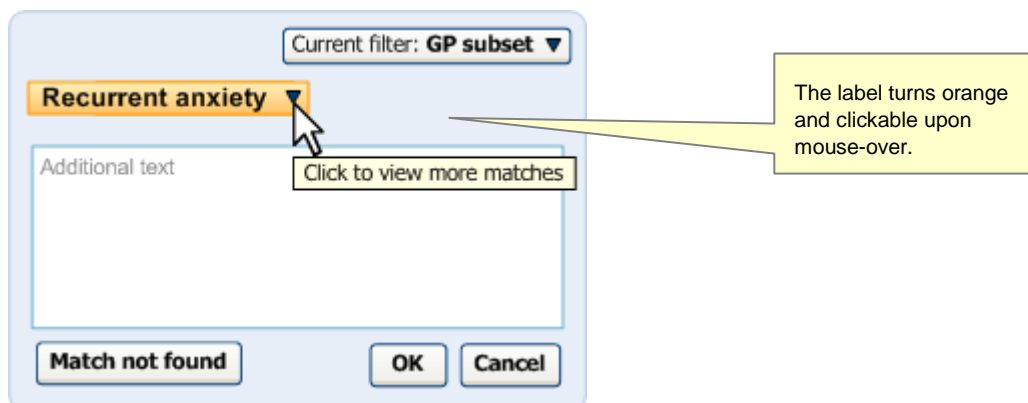 Current filter: GP subset
Recurrent anxiety
Additional text
Click to view more matches
Match not found
OK
Cancel
The label turns orange
and clickable upon
mouse-over.